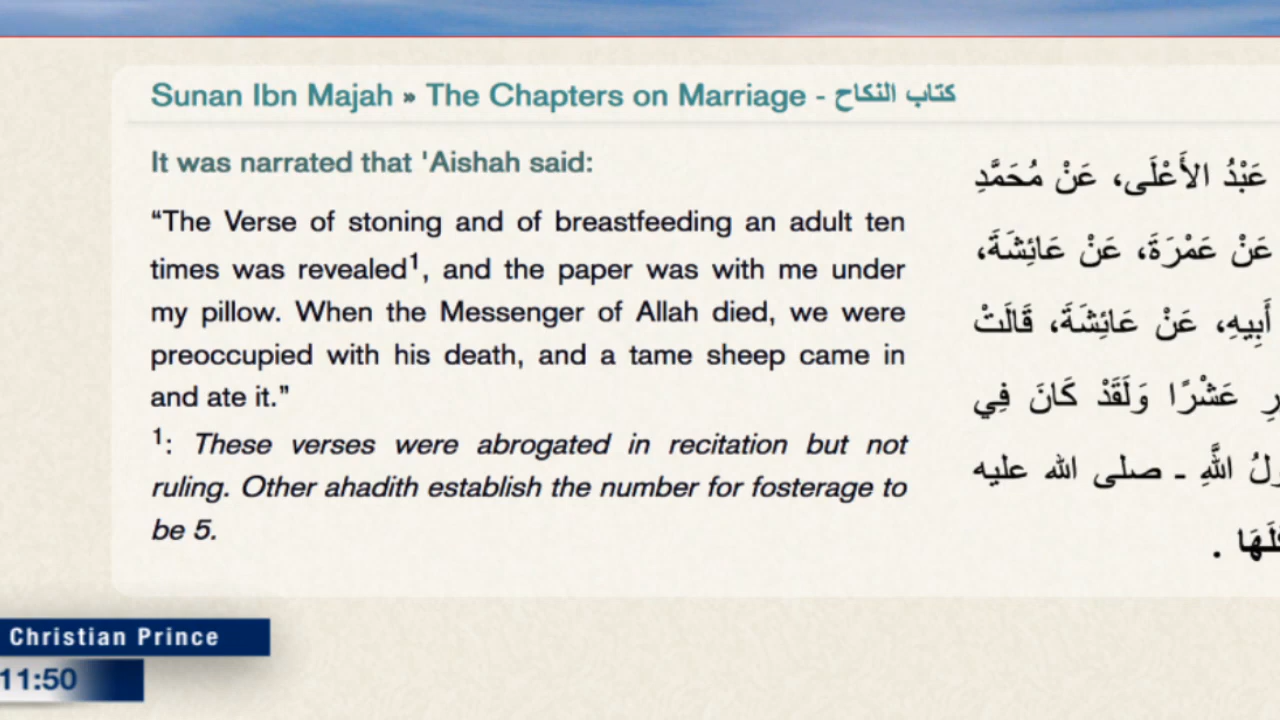 Sunan Ibn Majah » The Chapters on Marriage - كتاب النكاح
It was narrated that 'Aishah said:
“The Verse of stoning and of breastfeeding an adult ten
times was revealed¹, and the paper was with me under
my pillow. When the Messenger of Allah died, we were
preoccupied with his death, and a tame sheep came in
and ate it.”
¹: These verses were abrogated in recitation but not
ruling. Other ahadith establish the number for fosterage to
be 5.
عَبْدُ الأَعْلَى، عَنْ مُحَمَّدِ
عَنْ عَمْرَةَ، عَنْ عَائِشَةَ،
أَبِيهِ، عَنْ عَائِشَةَ، قَالَتْ
عَشْرًا وَلَقَدْ كَانَ فِي
اللَّهِ ـ صلى الله عليه
Christian Prince
11:50